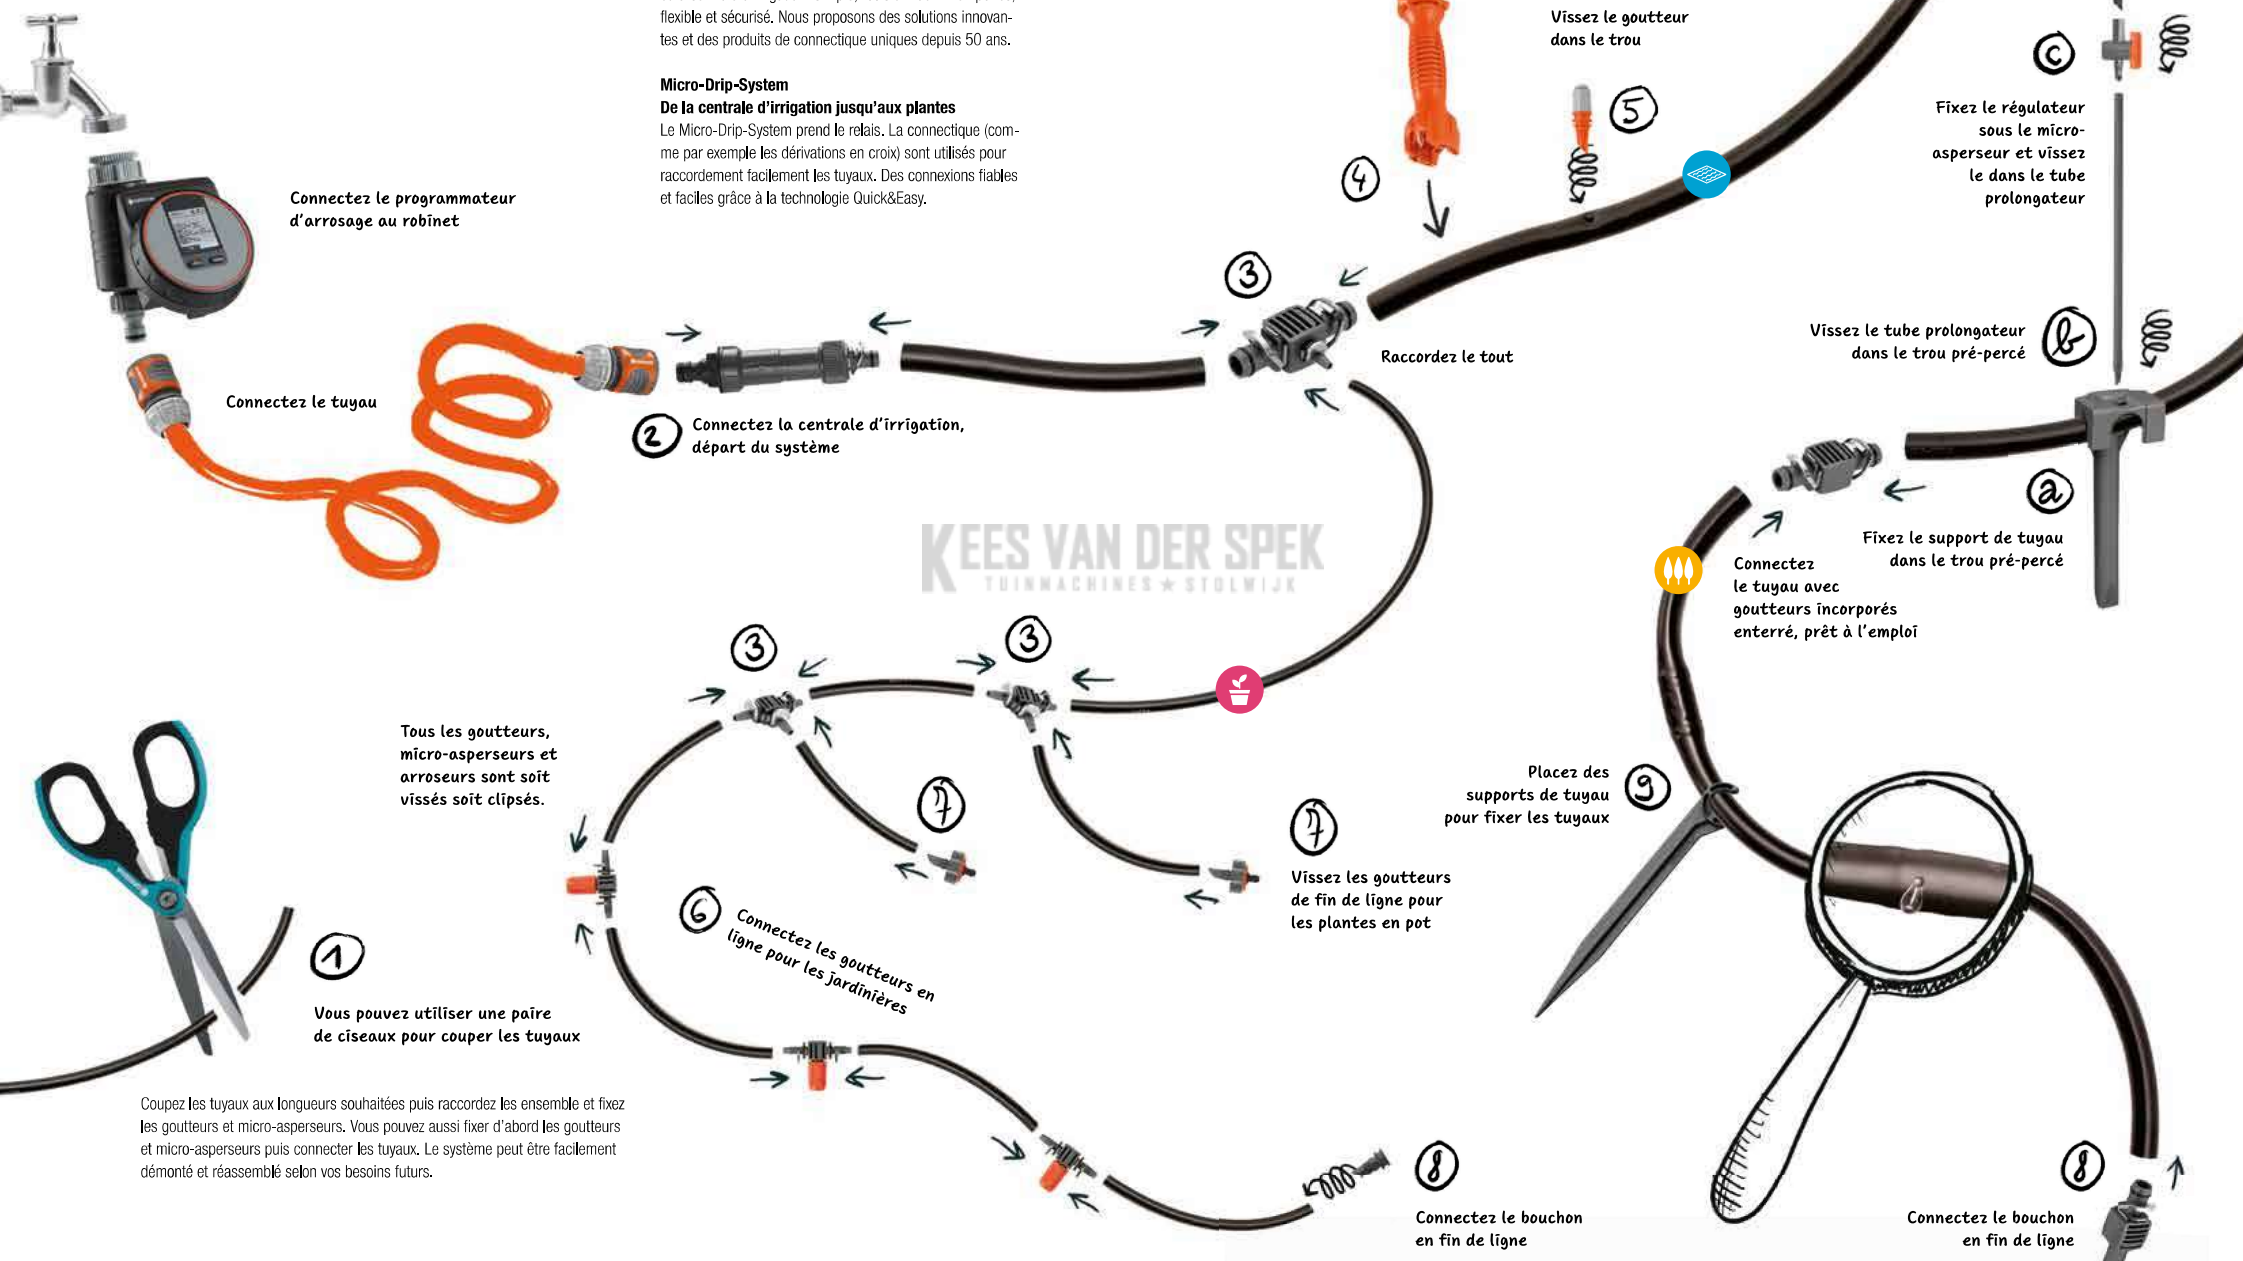 flexible et sécurisé. Nous proposons des solutions innovan-
tes et des produits de connectique uniques depuis 50 ans.
Micro-Drip-System
De la centrale d'irrigation jusqu'aux plantes
Le Micro-Drip-System prend le relais. La connectique (com-
me par exemple les dérivations en croix) sont utilisés pour
raccordement facilement les tuyaux. Des connexions fiables
et faciles grâce à la technologie Quick&Easy.
Vissez le goutteur
dans le trou
5
4
C
Fixez le régulateur
sous le micro-
asperseur et vissez
le dans le tube
prolongateur
Connectez le programmateur
d'arrosage au robinet
3
Raccordez le tout
Vissez le tube prolongateur
dans le trou pré-percé
b
Connectez le tuyau
2
Connectez la centrale d'irrigation,
départ du système
a
Fixez le support de tuyau
dans le trou pré-percé
KEES VAN DER SPEK
TUINMACHINES ★ STOLWIJK
Connectez
le tuyau avec
goutteurs incorporés
enterré, prêt à l'emploi
3
3
Tous les goutteurs,
micro-asperseurs et
arroseurs sont soit
vissés soit clipsés.
7
7
Vissez les goutteurs
de fin de ligne pour
les plantes en pot
Placez des
supports de tuyau
pour fixer les tuyaux
9
6
Connectez les goutteurs en
ligne pour les jardinières
1
Vous pouvez utiliser une paire
de ciseaux pour couper les tuyaux
Coupez les tuyaux aux longueurs souhaitées puis raccordez les ensemble et fixez
les goutteurs et micro-asperseurs. Vous pouvez aussi fixer d'abord les goutteurs
et micro-asperseurs puis connecter les tuyaux. Le système peut être facilement
démonté et réassemblé selon vos besoins futurs.
8
Connectez le bouchon
en fin de ligne
8
Connectez le bouchon
en fin de ligne